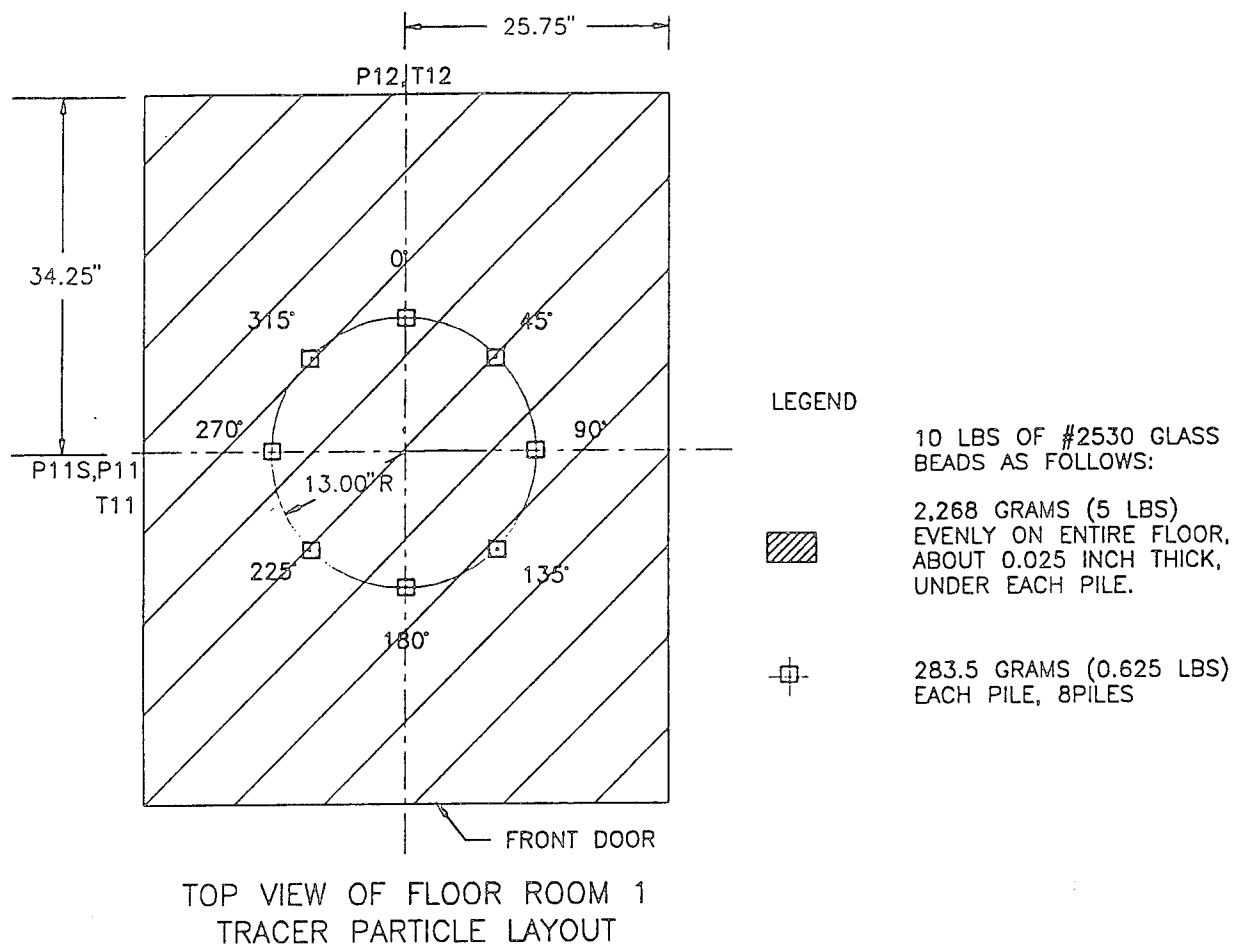 25.75"
P12, T12
34.25"
0°
315°
45°
270°
90°
P11S,P11
T11
13.00" R
225°
135°
180°
FRONT DOOR
TOP VIEW OF FLOOR ROOM 1
TRACER PARTICLE LAYOUT
LEGEND
10 LBS OF #2530 GLASS
BEADS AS FOLLOWS:
2,268 GRAMS (5 LBS)
EVENLY ON ENTIRE FLOOR,
ABOUT 0.025 INCH THICK,
UNDER EACH PILE.
283.5 GRAMS (0.625 LBS)
EACH PILE, 8PILES